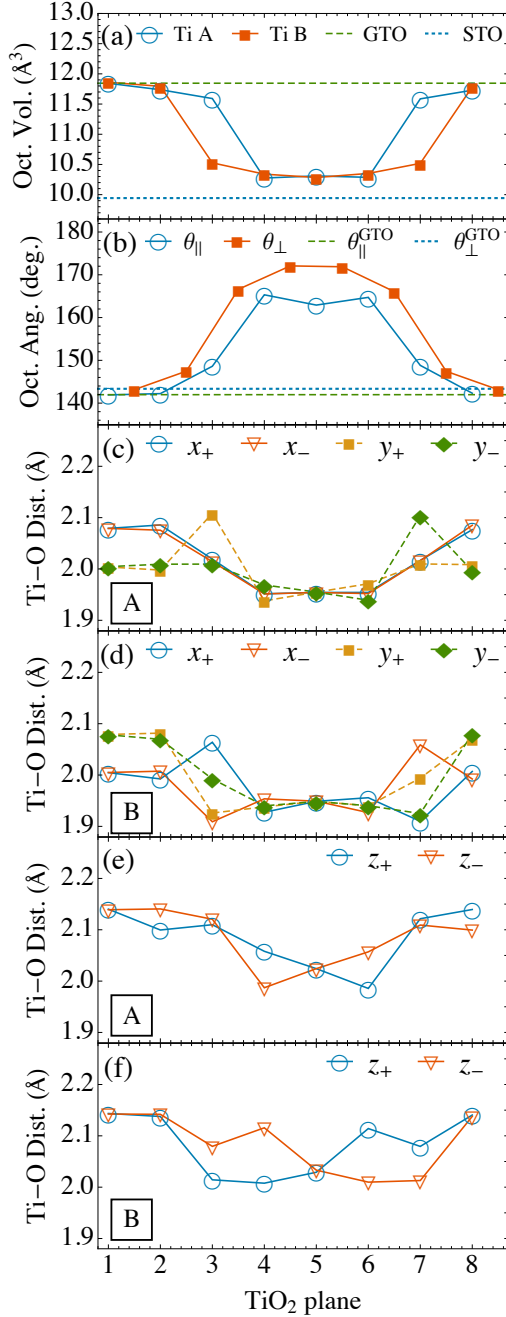 (a) Ti A Ti B GTO STO
Oct. Vol. (Å³)
13.0
12.5
12.0
11.5
11.0
10.5
10.0
(b) θ∥ θ⊥ θ∥^GTO θ⊥^GTO
Oct. Ang. (deg.)
180
170
160
150
140
(c) x₊ x₋ y₊ y₋
Ti−O Dist. (Å)
2.2
2.1
2.0
1.9
A
(d) x₊ x₋ y₊ y₋
Ti−O Dist. (Å)
2.2
2.1
2.0
1.9
B
(e) z₊ z₋
Ti−O Dist. (Å)
2.2
2.1
2.0
1.9
A
(f) z₊ z₋
Ti−O Dist. (Å)
2.2
2.1
2.0
1.9
B
1 2 3 4 5 6 7 8
TiO₂ plane